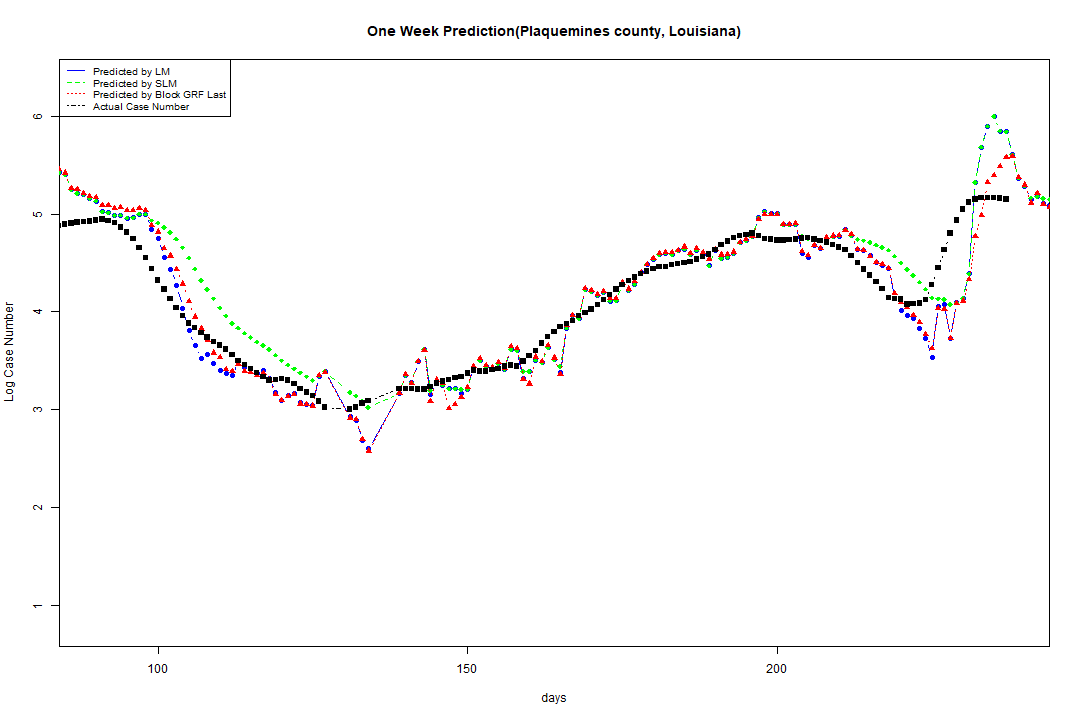 One Week Prediction(Plaquemines county, Louisiana)
Predicted by LM
Predicted by SLM
Predicted by Block GRF Last
Actual Case Number
6
5
4
3
2
1
Log Case Number
100 150 200
days